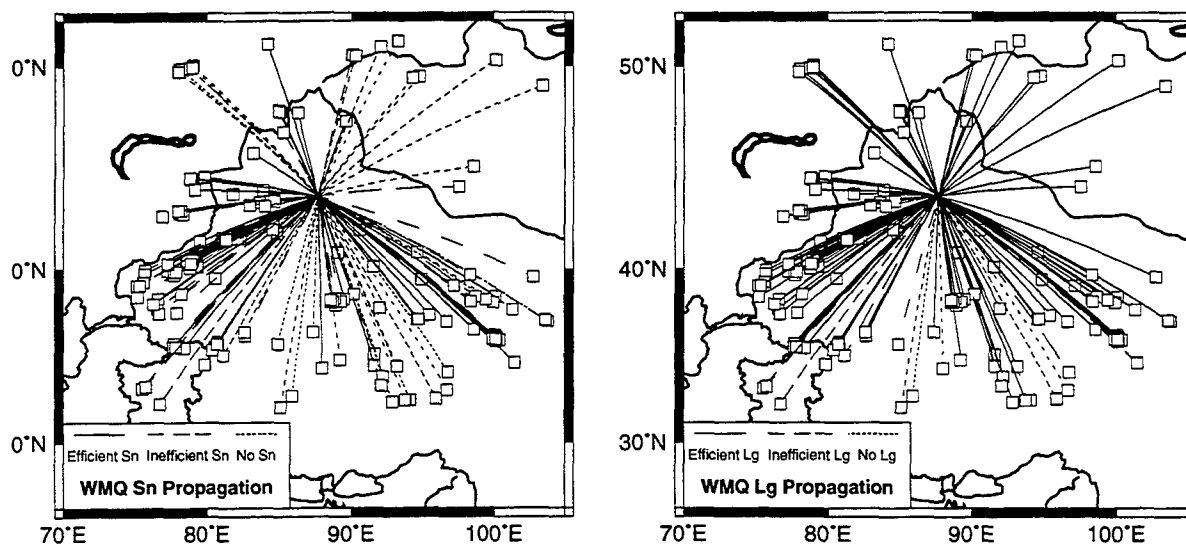 0°N
0°N
0°N
Efficient Sn Inefficient Sn No Sn
WMQ Sn Propagation
70°E 80°E 90°E 100°E
50°N
40°N
30°N
Efficient Lg Inefficient Lg No Lg
WMQ Lg Propagation
70°E 80°E 90°E 100°E